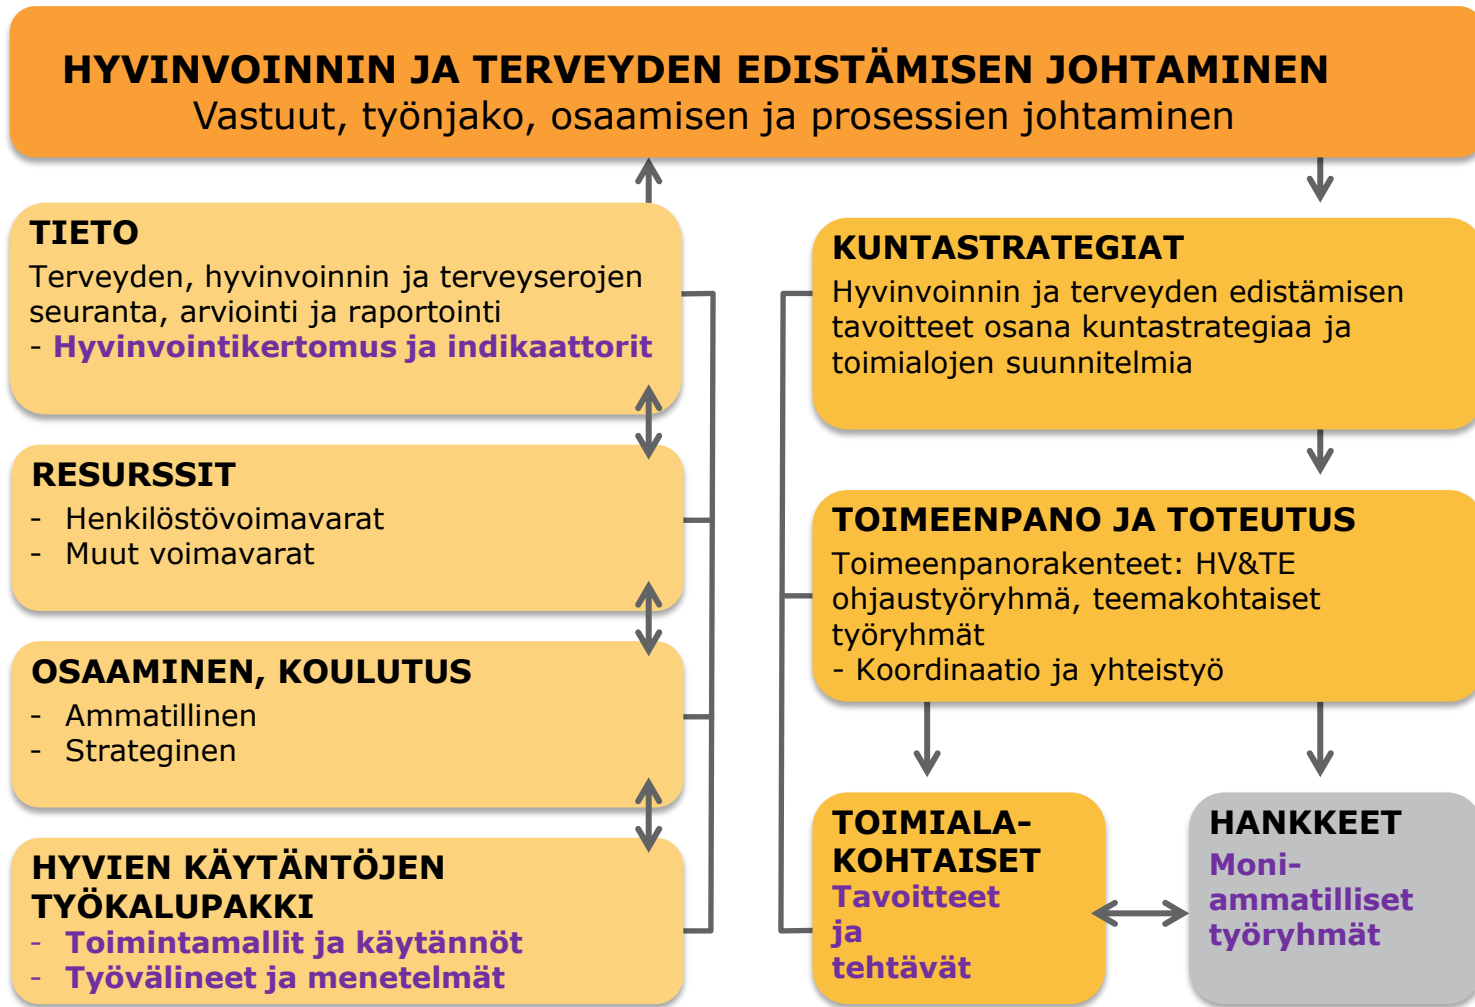 HYVINVOINNIN JA TERVEYDEN EDISTÄMISEN JOHTAMINEN
Vastuut, työnjako, osaamisen ja prosessien johtaminen
TIETO
Terveyden, hyvinvoinnin ja terveyserojen
seuranta, arviointi ja raportointi
- Hyvinvointikertomus ja indikaattorit
RESURSSIT
- Henkilöstövoimavarat
- Muut voimavarat
OSAAMINEN, KOULUTUS
- Ammatillinen
- Strateginen
HYVIEN KÄYTÄNTÖJEN
TYÖKALUPAKKI
- Toimintamallit ja käytännöt
- Työvälineet ja menetelmät
KUNTASTRATEGIAT
Hyvinvoinnin ja terveyden edistämisen
tavoitteet osana kuntastrategiaa ja
toimialojen suunnitelmia
TOIMEENPANO JA TOTEUTUS
Toimeenpanorakenteet: HV&TE
ohjaustyöryhmä, teemakohtaiset
työryhmät
- Koordinaatio ja yhteistyö
TOIMIALA-
KOHTAISET
Tavoitteet
ja
tehtävät
HANKKEET
Moni-
ammatilliset
työryhmät